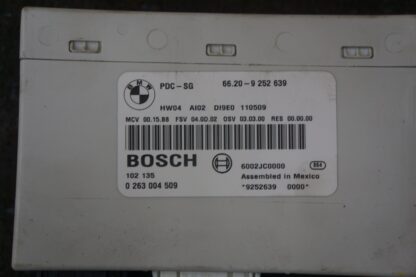 BMW PDC-SG 66.20-9 252 639
HW04 AI02 DI9E0 110509
MCV 00.15.88 FSV 04.0D.02 OSV 03.03.00 RES 00.00.00
BOSCH 6002JC0000 864
102 135 Assembled in Mexico
0 263 004 509 *9252639 0000*